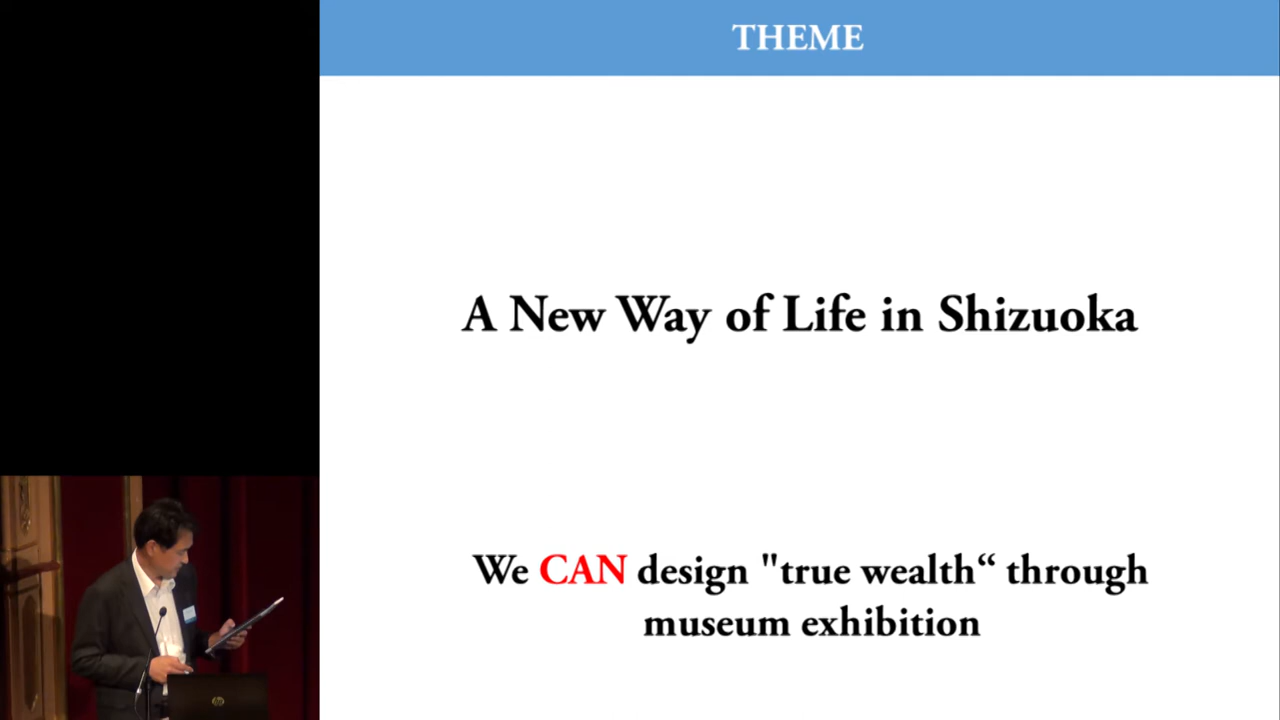 THEME
A New Way of Life in Shizuoka
We CAN design "true wealth“ through
museum exhibition